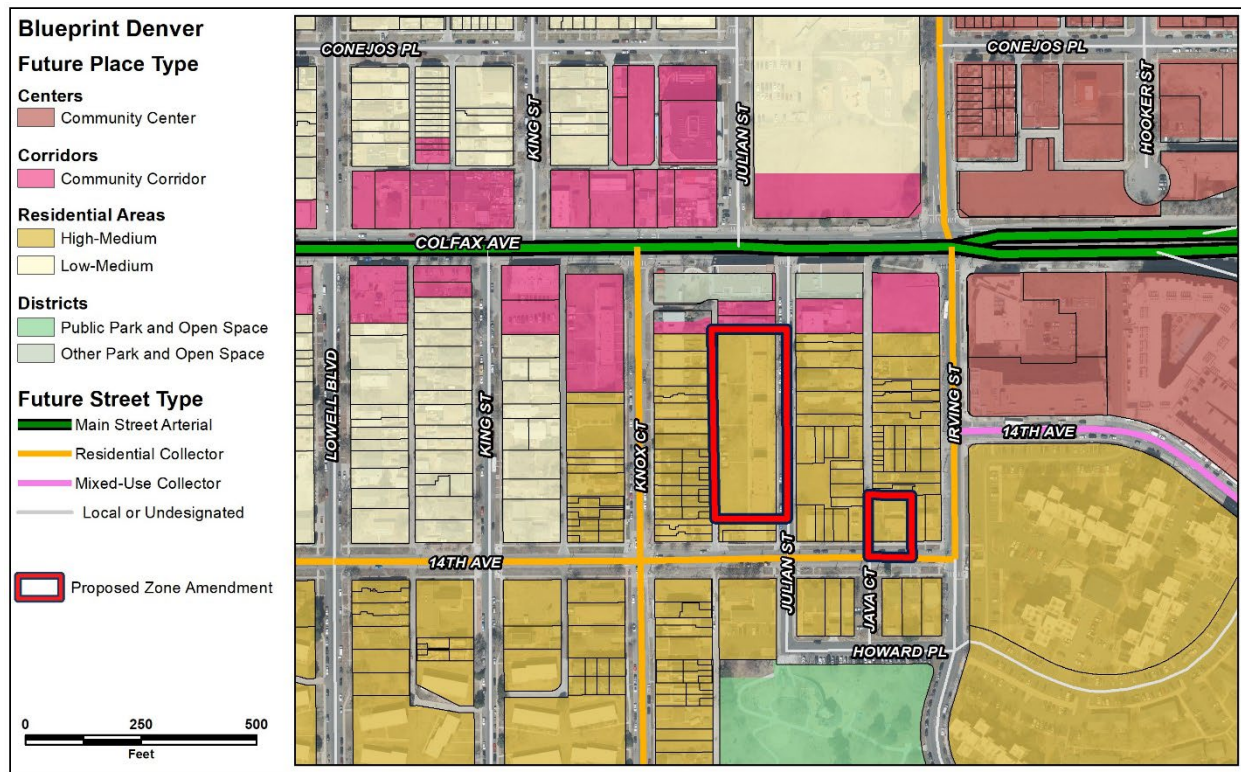 Blueprint Denver
Future Place Type
Centers
Community Center
Corridors
Community Corridor
Residential Areas
High-Medium
Low-Medium
Districts
Public Park and Open Space
Other Park and Open Space
Future Street Type
Main Street Arterial
Residential Collector
Mixed-Use Collector
Local or Undesignated
Proposed Zone Amendment
0 250 500
Feet
CONEJOS PL
CONEJOS PL
KING ST
JULIAN ST
HOOKER ST
COLFAX AVE
LOWELL BLVD
KING ST
KNOX CT
IRVING ST
14TH AVE
14TH AVE
JULIAN ST
JAVA CT
HOWARD PL